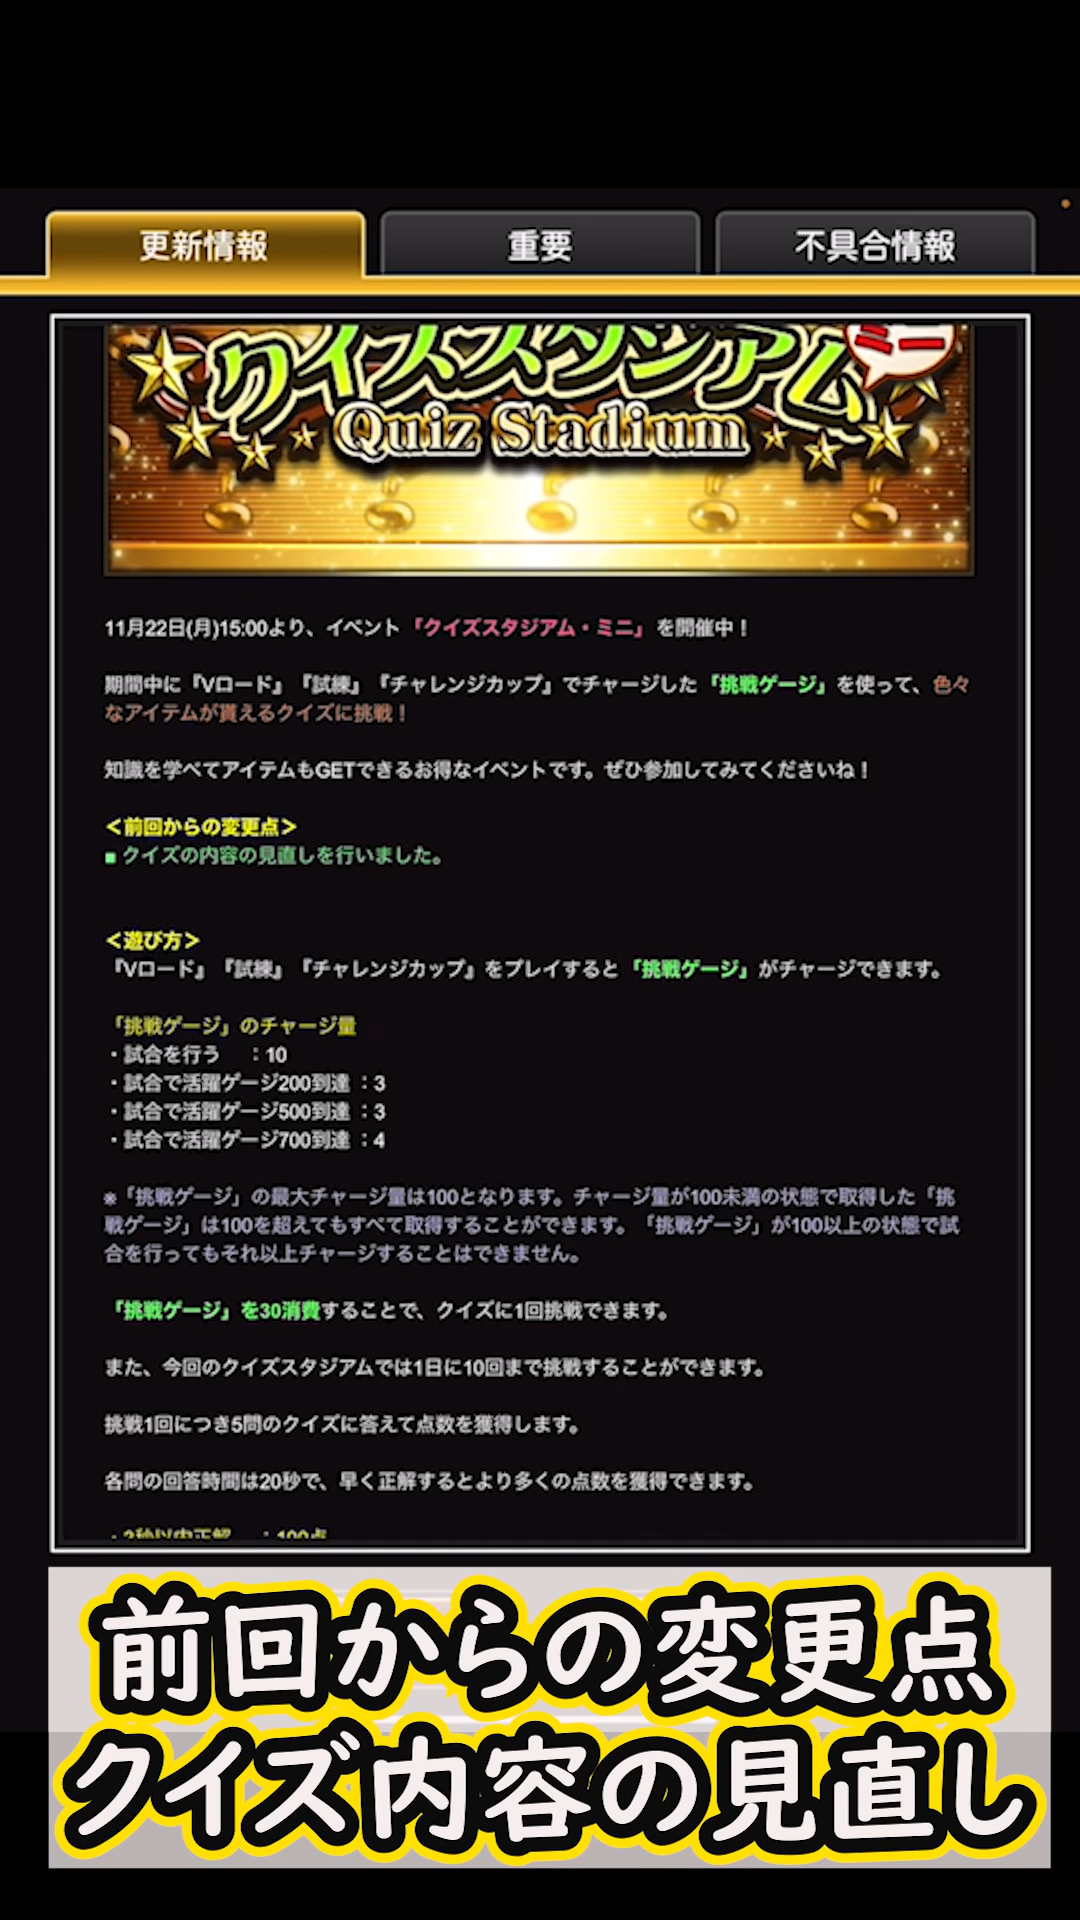 更新情報
重要
不具合情報
クイズスタジアム
ミニ
Quiz Stadium
11月22日(月)15:00より、イベント「クイズスタジアム・ミニ」を開催中！
期間中に『Vロード』『試練』『チャレンジカップ』でチャージした「挑戦ゲージ」を使って、色々
なアイテムが貰えるクイズに挑戦！
知識を学べてアイテムもGETできるお得なイベントです。ぜひ参加してみてくださいね！
＜前回からの変更点＞
■ クイズの内容の見直しを行いました。
＜遊び方＞
『Vロード』『試練』『チャレンジカップ』をプレイすると「挑戦ゲージ」がチャージできます。
「挑戦ゲージ」のチャージ量
・試合を行う　：10
・試合で活躍ゲージ200到達 ：3
・試合で活躍ゲージ500到達 ：3
・試合で活躍ゲージ700到達 ：4
※「挑戦ゲージ」の最大チャージ量は100となります。チャージ量が100未満の状態で取得した「挑
戦ゲージ」は100を超えてもすべて取得することができます。「挑戦ゲージ」が100以上の状態で試
合を行ってもそれ以上チャージすることはできません。
「挑戦ゲージ」を30消費することで、クイズに1回挑戦できます。
また、今回のクイズスタジアムでは1日に10回まで挑戦することができます。
挑戦1回につき5問のクイズに答えて点数を獲得します。
各問の回答時間は20秒で、早く正解するとより多くの点数を獲得できます。
前回からの変更点
クイズ内容の見直し